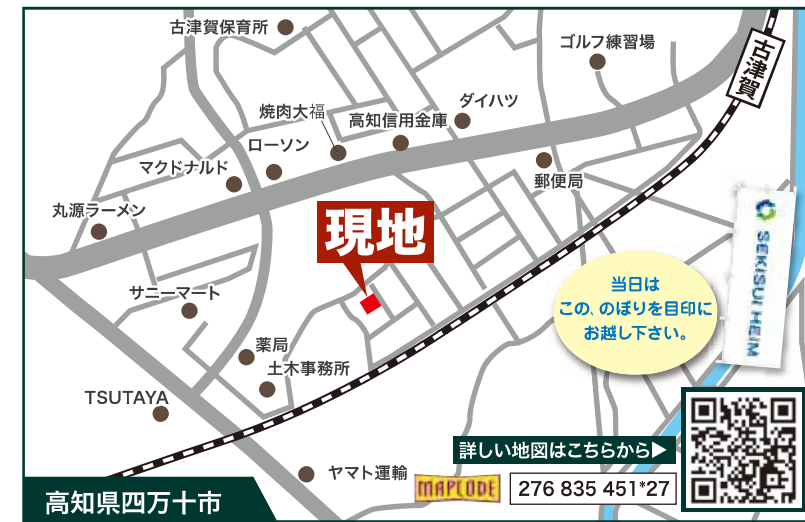 古津賀保育所
ゴルフ練習場
古津賀
ダイハツ
焼肉大福
高知信用金庫
ローソン
マクドナルド
郵便局
丸源ラーメン
現地
SEKISUI HEIM
当日は
この、のぼりを目印に
お越し下さい。
サニーマート
薬局
土木事務所
TSUTAYA
詳しい地図はこちらから▶
ヤマト運輸
MAPCODE
276 835 451*27
高知県四万十市